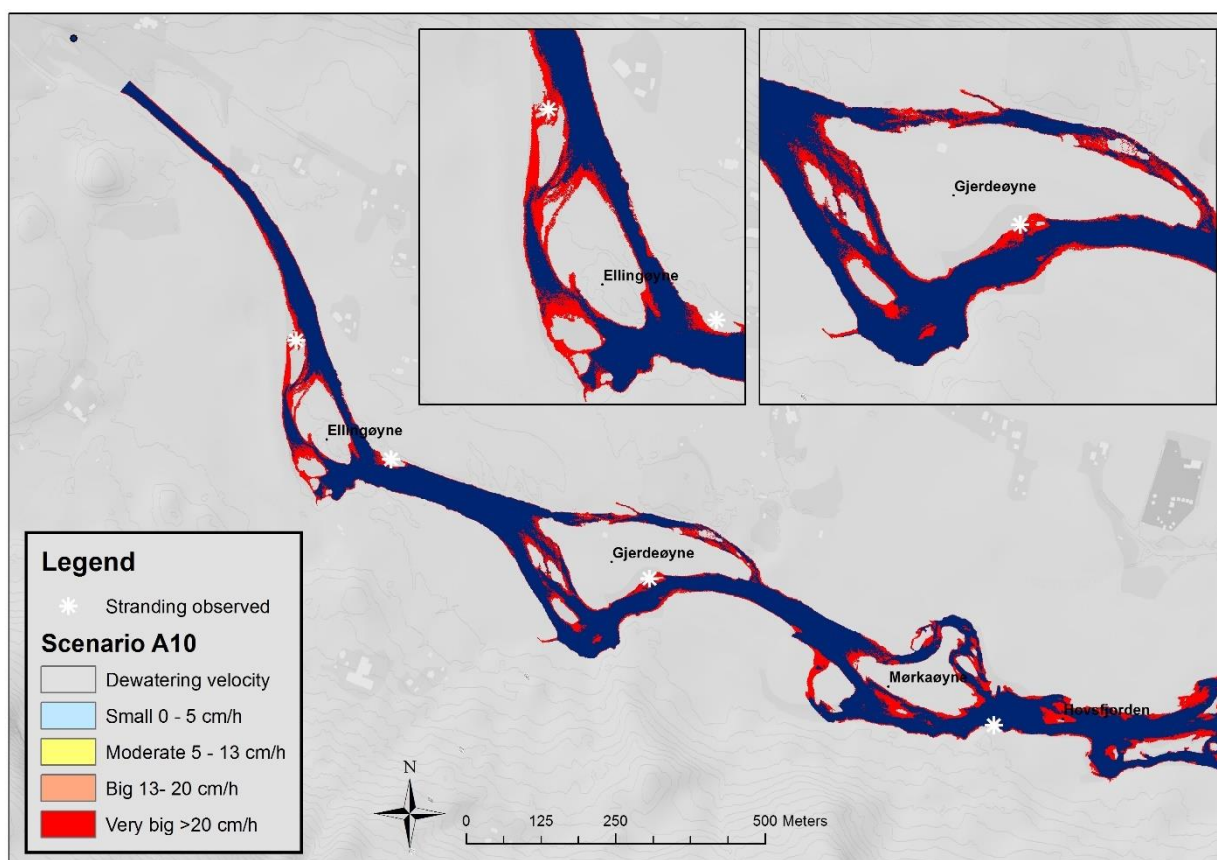 Ellingøyne
Gjerdeøyne
Ellingøyne
Gjerdeøyne
Mørkaøyne
Hovsfjorden
Legend
Stranding observed
Scenario A10
Dewatering velocity
Small 0 - 5 cm/h
Moderate 5 - 13 cm/h
Big 13- 20 cm/h
Very big >20 cm/h
N
0 125 250 500 Meters